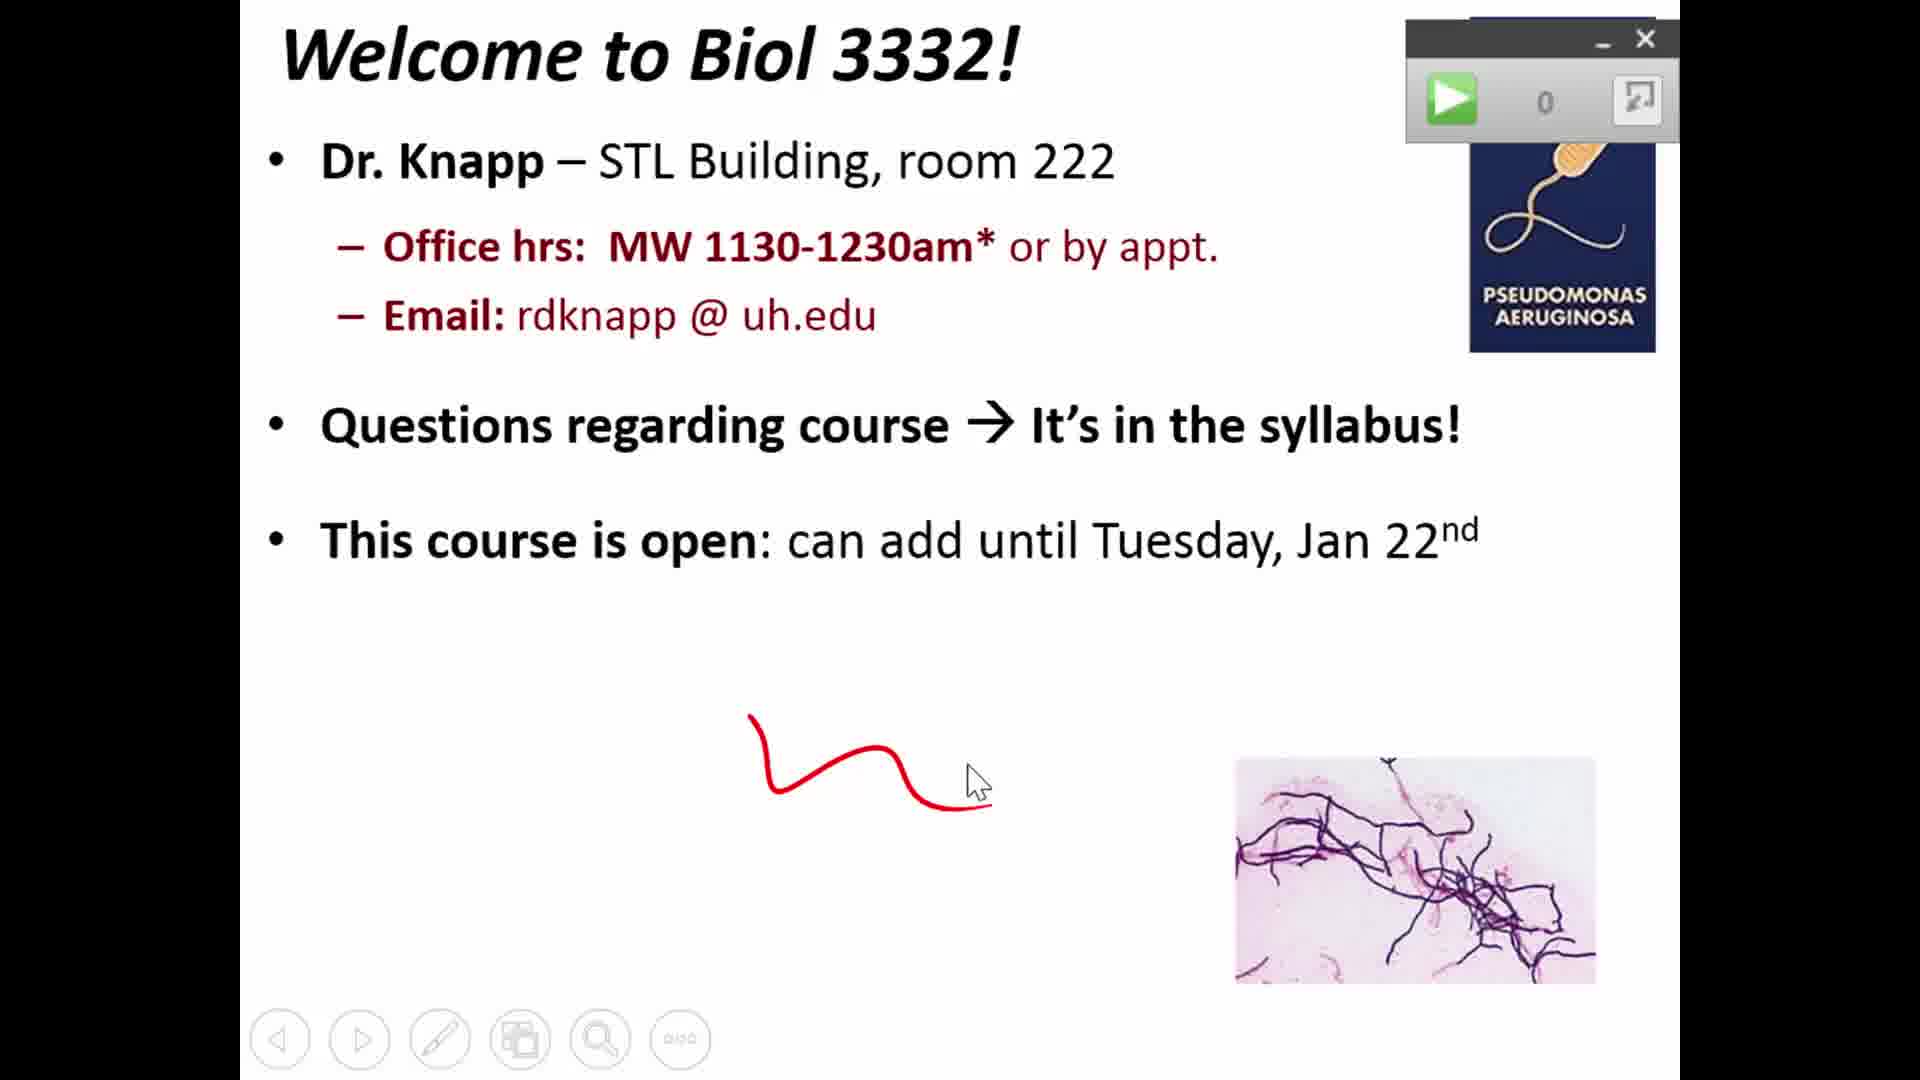 Welcome to Biol 3332!
0
• Dr. Knapp – STL Building, room 222
– Office hrs: MW 1130-1230am* or by appt.
– Email: rdknapp @ uh.edu
PSEUDOMONAS
AERUGINOSA
• Questions regarding course → It's in the syllabus!
• This course is open: can add until Tuesday, Jan 22nd